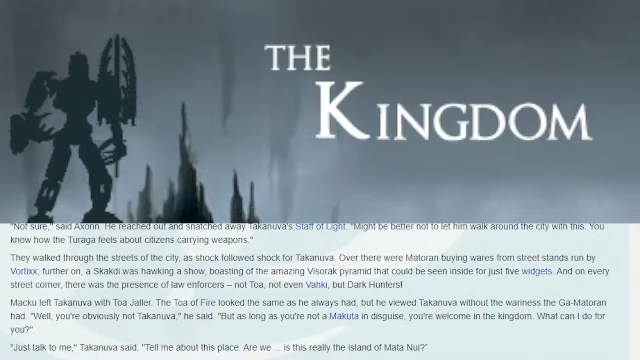 THE
KINGDOM
"Not sure," said Axonn. He reached out and snatched away Takanuva's Staff of Light. "Might be better not to let him walk around the city with this. You
know how the Turaga feels about citizens carrying weapons."
They walked through the streets of the city, as shock followed shock for Takanuva. Over there were Matoran buying wares from street stands run by
Vortixx; further on, a Skakdi was hawking a show, boasting of the amazing Visorak pyramid that could be seen inside for just five widgets. And on every
street corner, there was the presence of law enforcers – not Toa, not even Vahki, but Dark Hunters!
Macku left Takanuva with Toa Jaller. The Toa of Fire looked the same as he always had, but he viewed Takanuva without the wariness the Ga-Matoran
had. "Well, you're obviously not Takanuva," he said. "But as long as you're not a Makuta in disguise, you're welcome in the kingdom. What can I do for
you?"
"Just talk to me," Takanuva said. "Tell me about this place. Are we ... is this really the island of Mata Nui?"